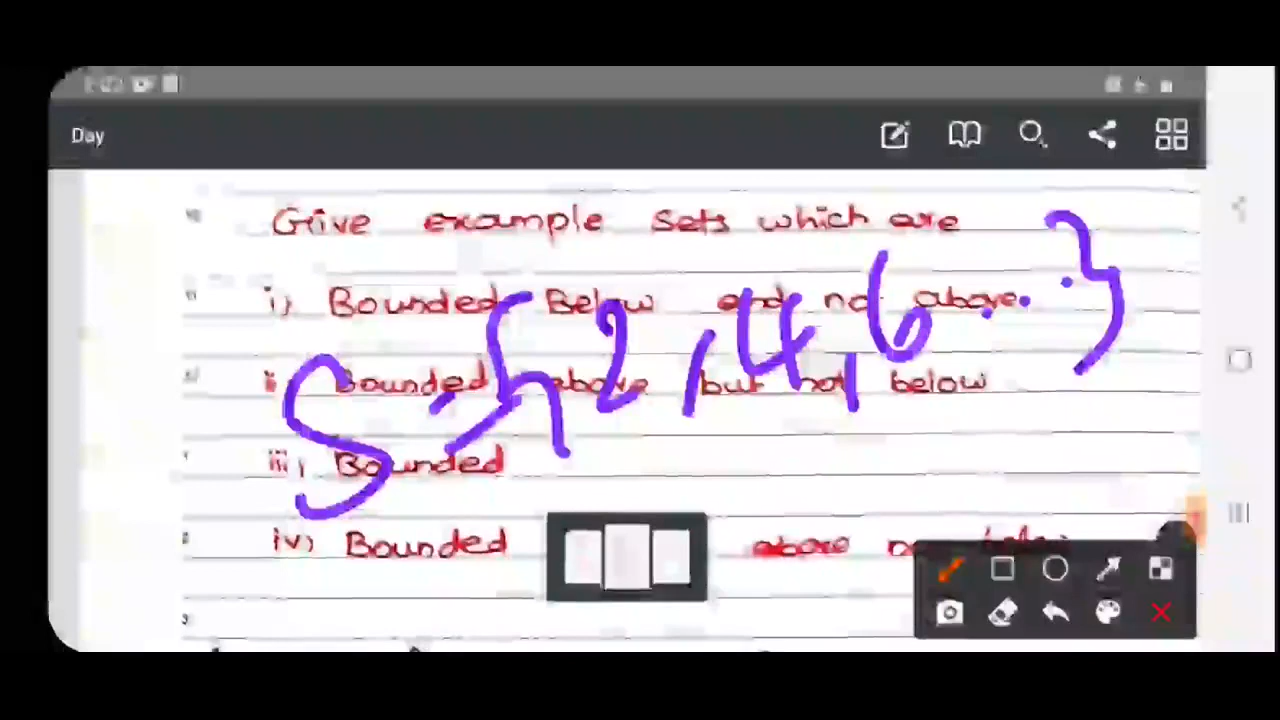 Day
Give example sets which are
i) Bounded Below and not above.
ii Bounded above but not below
iii) Bounded
iv) Bounded above
S = { 2, 4, 6 . . . }